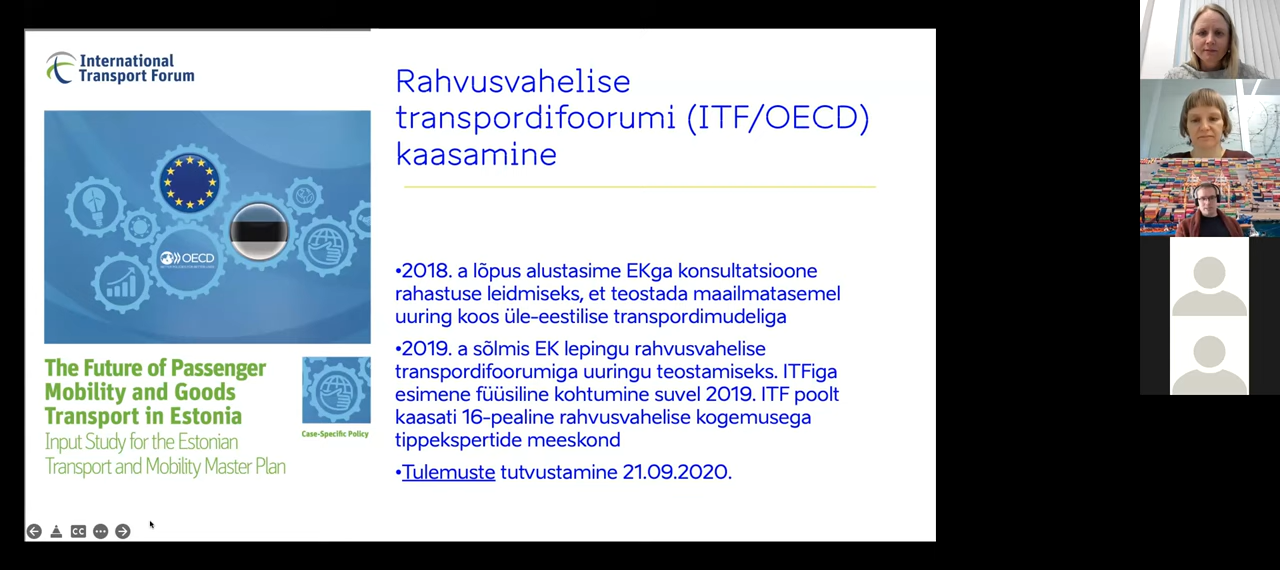 International
Transport Forum
OECD
The Future of Passenger
Mobility and Goods
Transport in Estonia
Input Study for the Estonian
Transport and Mobility Master Plan
Case-Specific Policy
Rahvusvahelise
transpordifoorumi (ITF/OECD)
kaasamine
•2018. a lõpus alustasime EKga konsultatsioone
rahastuse leidmiseks, et teostada maailmatasemel
uuring koos üle-eestilise transpordimudeliga
•2019. a sõlmis EK lepingu rahvusvahelise
transpordifoorumiga uuringu teostamiseks. ITFiga
esimene füüsiline kohtumine suvel 2019. ITF poolt
kaasati 16-pealine rahvusvahelise kogemusega
tippekspertide meeskond
•Tulemuste tutvustamine 21.09.2020.
CC